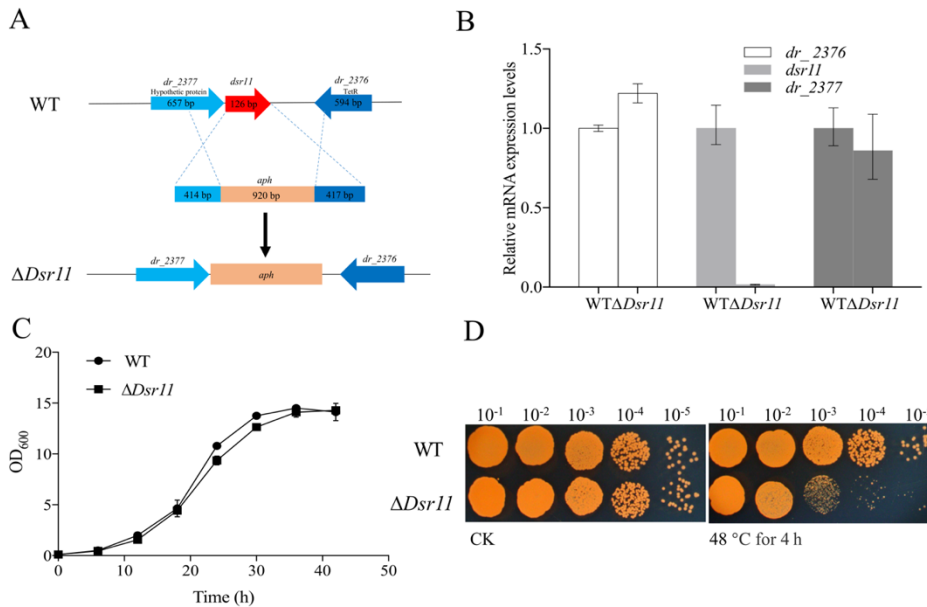 A
dr_2377
Hypothetic protein
657 bp
dsr11
126 bp
dr_2376
TetR
594 bp
WT
aph
414 bp
920 bp
417 bp
ΔDsr11
dr_2377
aph
dr_2376
B
Relative mRNA expression levels
1.5
1.0
0.5
0.0
dr_2376
dsr11
dr_2377
WTΔDsr11
WTΔDsr11
WTΔDsr11
C
OD600
20
15
10
5
0
WT
ΔDsr11
0 10 20 30 40 50
Time (h)
D
10-1 10-2 10-3 10-4 10-5
10-1 10-2 10-3 10-4
WT
ΔDsr11
CK
48 °C for 4 h